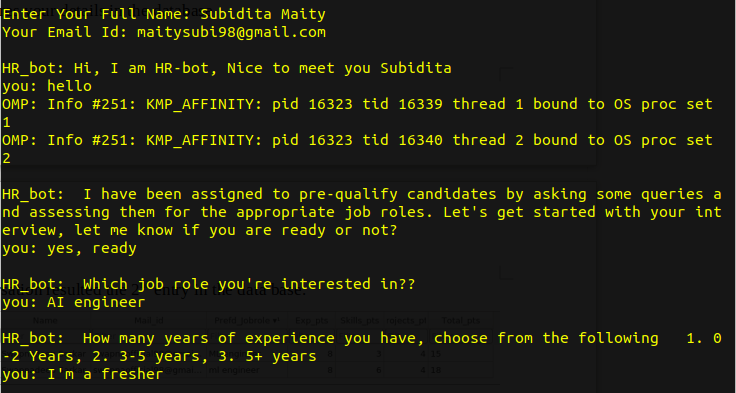 Enter Your Full Name: Subidita Maity
Your Email Id: maitysubi98@gmail.com
HR_bot: Hi, I am HR-bot, Nice to meet you Subidita
you: hello
OMP: Info #251: KMP_AFFINITY: pid 16323 tid 16339 thread 1 bound to OS proc set
1
OMP: Info #251: KMP_AFFINITY: pid 16323 tid 16340 thread 2 bound to OS proc set
2
HR_bot:  I have been assigned to pre-qualify candidates by asking some queries a
nd assessing them for the appropriate job roles. Let's get started with your int
erview, let me know if you are ready or not?
you: yes, ready
HR_bot:  Which job role you're interested in??
you: AI engineer
HR_bot:  How many years of experience you have, choose from the following   1. 0
-2 Years, 2. 3-5 years, 3. 5+ years
you: I'm a fresher